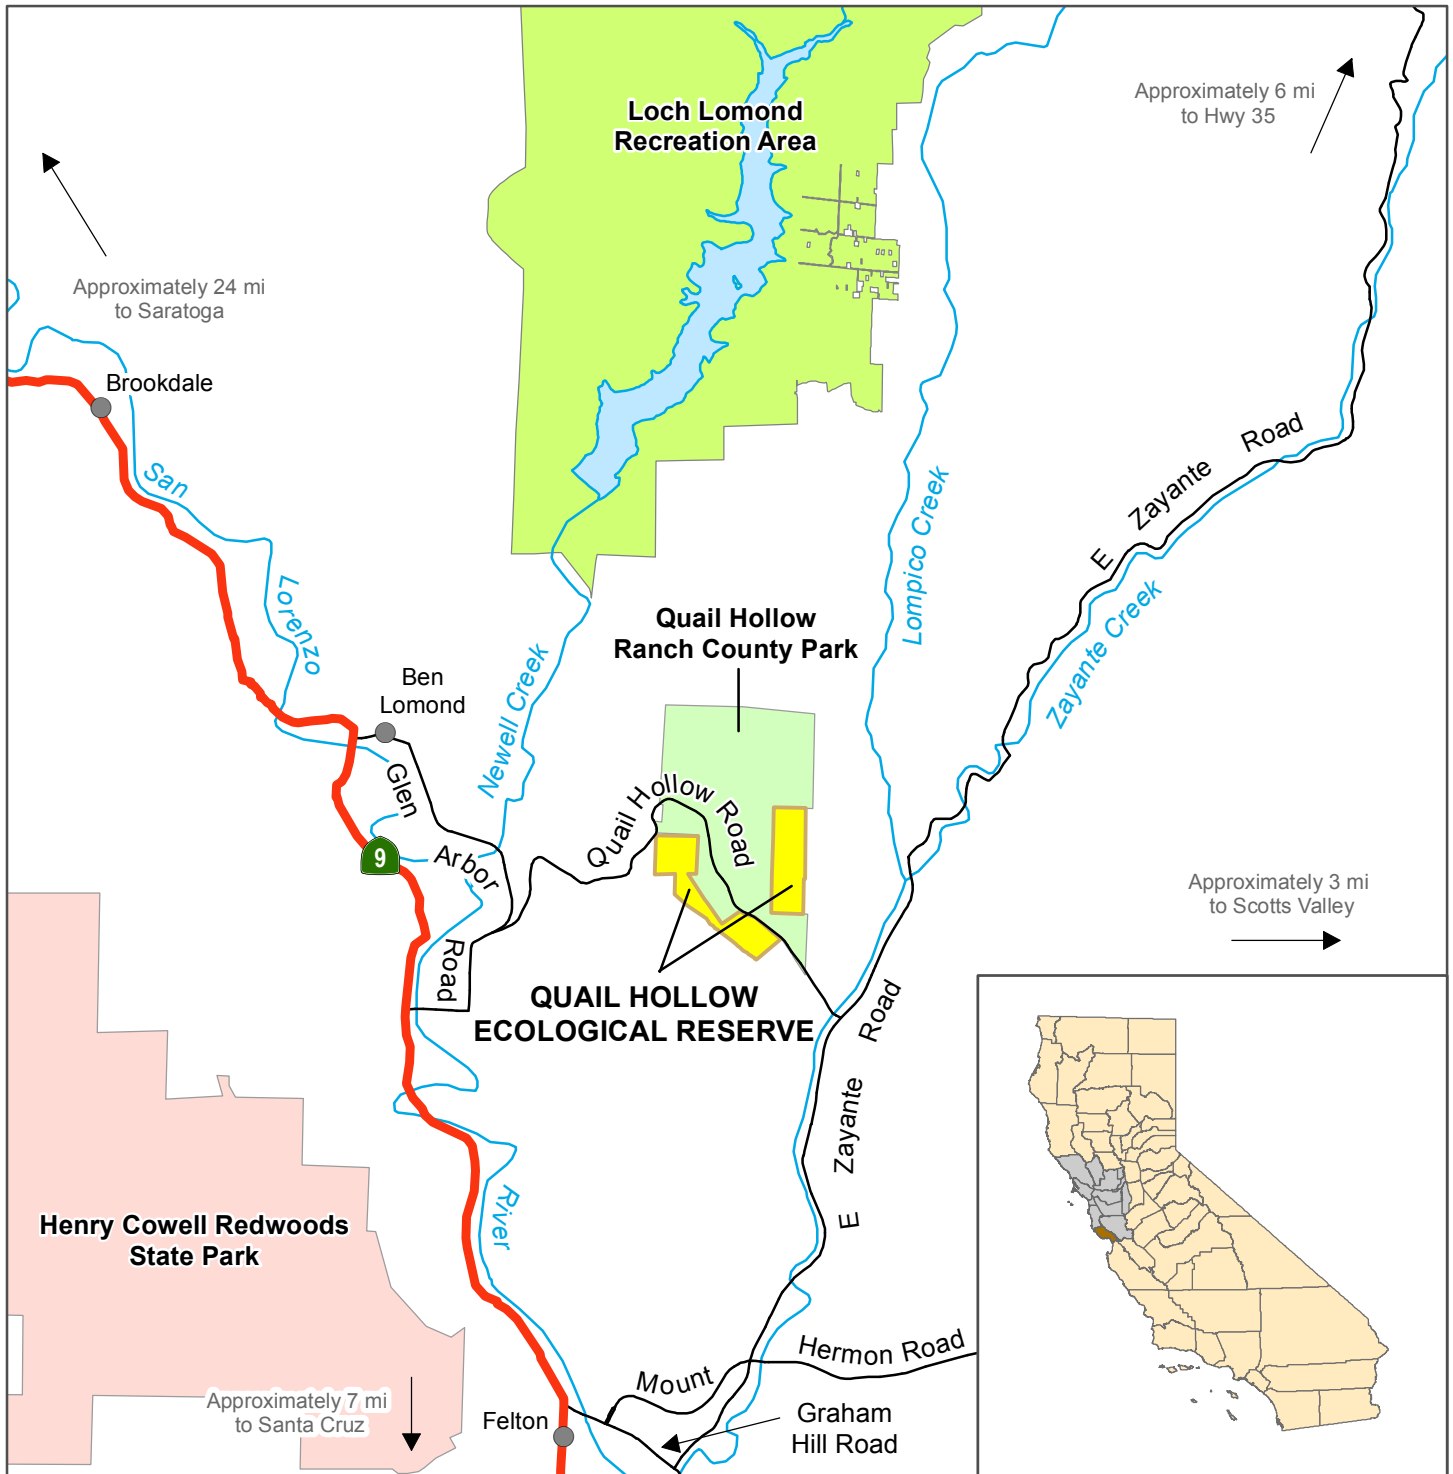 Loch Lomond
Recreation Area
Approximately 6 mi
to Hwy 35
Approximately 24 mi
to Saratoga
Brookdale
San
Lorenzo
River
Lompico Creek
E Zayante Road
Zayante Creek
Quail Hollow
Ranch County Park
Ben
Lomond
Newell Creek
Glen
Arbor
Road
Quail Hollow Road
9
Approximately 3 mi
to Scotts Valley
QUAIL HOLLOW
ECOLOGICAL RESERVE
E Zayante Road
Henry Cowell Redwoods
State Park
Approximately 7 mi
to Santa Cruz
Felton
Mount Hermon Road
Graham
Hill Road